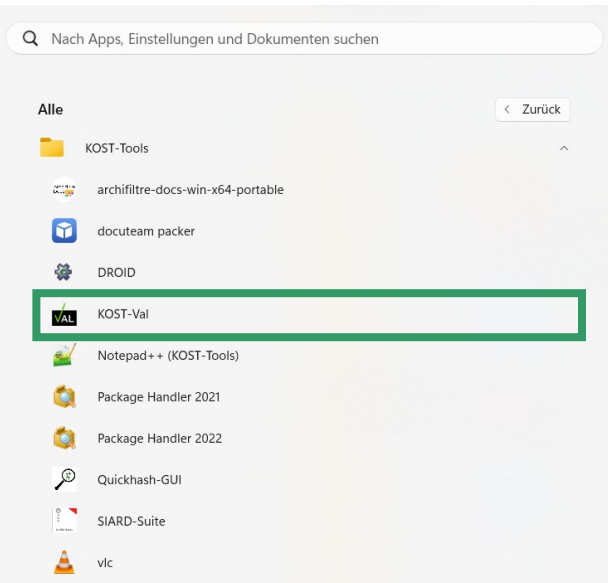 Nach Apps, Einstellungen und Dokumenten suchen
Alle
Zurück
KOST-Tools
archifiltre-docs-win-x64-portable
docuteam packer
DROID
VAL
KOST-Val
Notepad++ (KOST-Tools)
Package Handler 2021
Package Handler 2022
Quickhash-GUI
SIARD-Suite
vlc